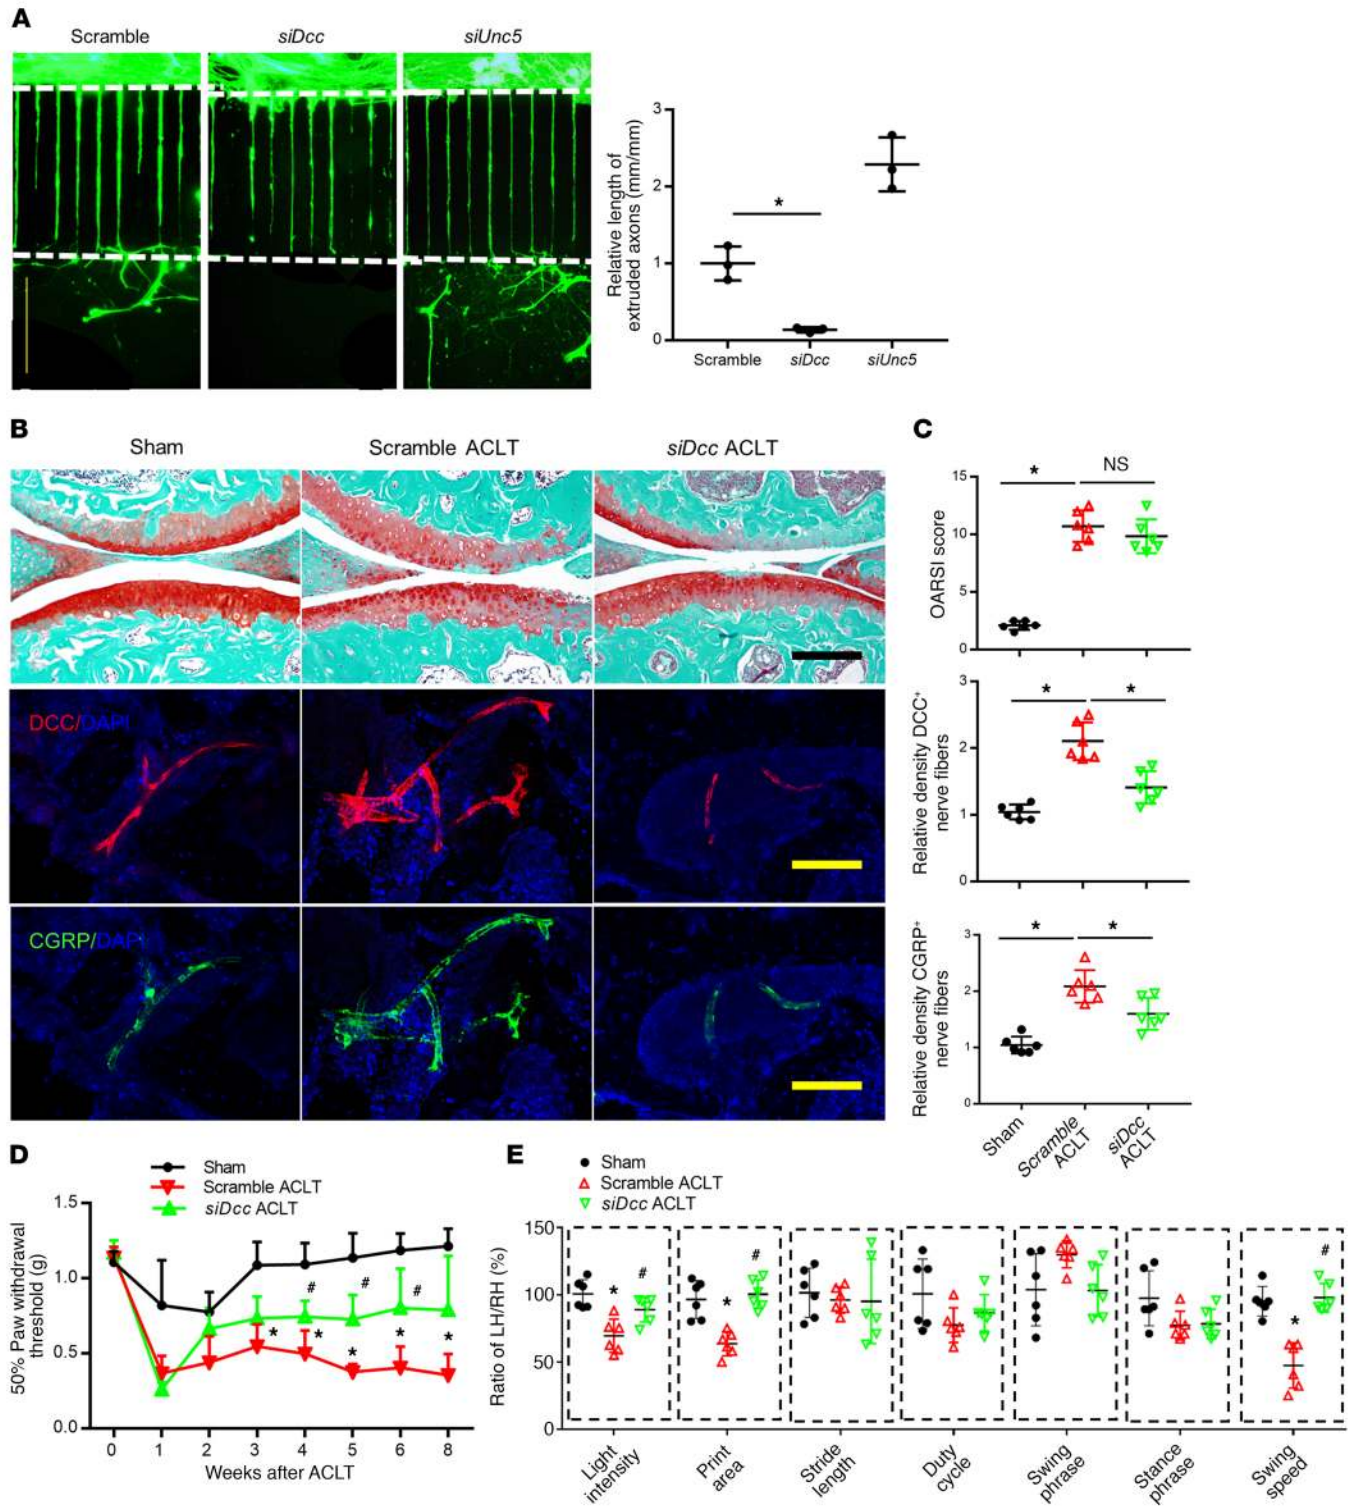 A
Scramble
siDcc
siUnc5
Relative length of
extruded axons (mm/mm)
3
2
1
0
*
Scramble
siDcc
siUnc5
B
Sham
Scramble ACLT
siDcc ACLT
DCC/DAPI
CGRP/DAPI
C
OARSI score
15
10
5
0
*
NS
Relative density DCC+
nerve fibers
3
2
1
0
*
*
Relative density CGRP+
nerve fibers
3
2
1
0
*
*
Sham
Scramble
ACLT
siDcc
ACLT
D
Sham
Scramble ACLT
siDcc ACLT
50% Paw withdrawal
threshold (g)
1.5
1.0
0.5
0.0
# # #
* * * * *
0 1 2 3 4 5 6 8
Weeks after ACLT
E
Sham
Scramble ACLT
siDcc ACLT
Ratio of LH/RH (%)
150
100
50
0
* # * # * #
Light
intensity
Print
area
Stride
length
Duty
cycle
Swing
phrase
Stance
phrase
Swing
speed